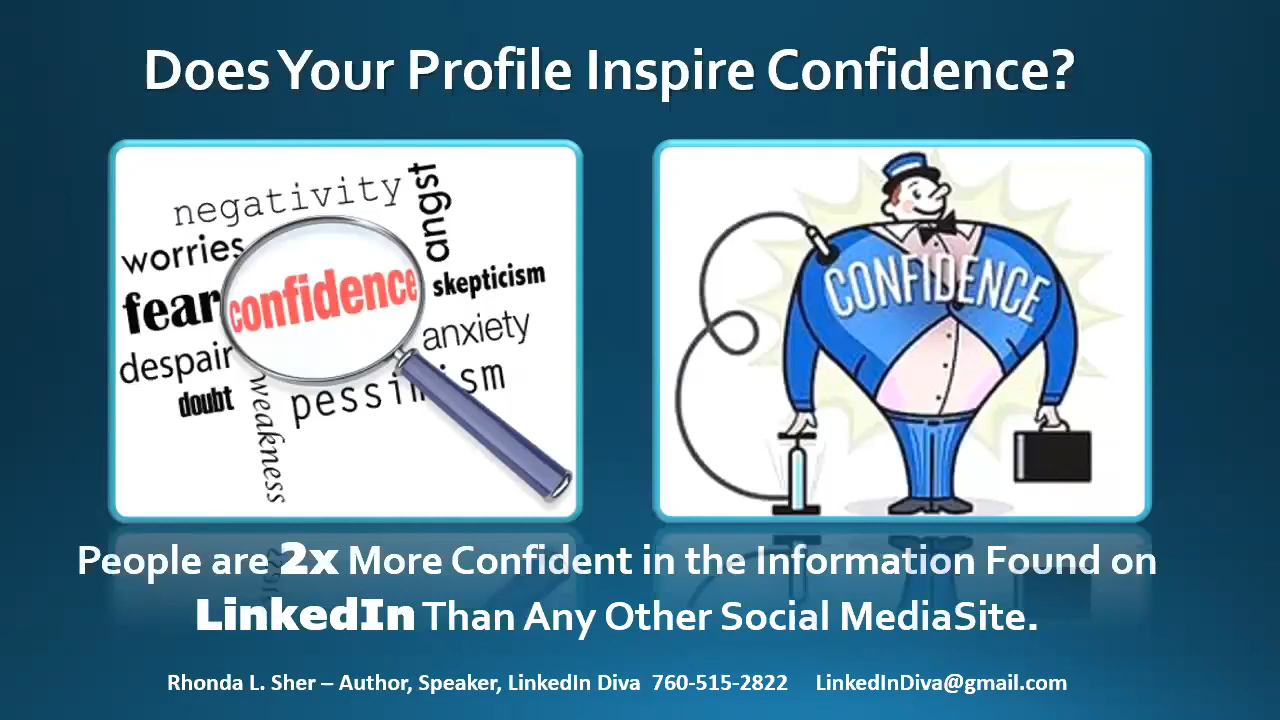 Does Your Profile Inspire Confidence?
negativity
angst
worries
confidence
skepticism
fear
anxiety
despair
doubt
weakness
pessimism
CONFIDENCE
People are 2x More Confident in the Information Found on
LinkedIn Than Any Other Social MediaSite.
Rhonda L. Sher – Author, Speaker, LinkedIn Diva 760-515-2822 LinkedInDiva@gmail.com